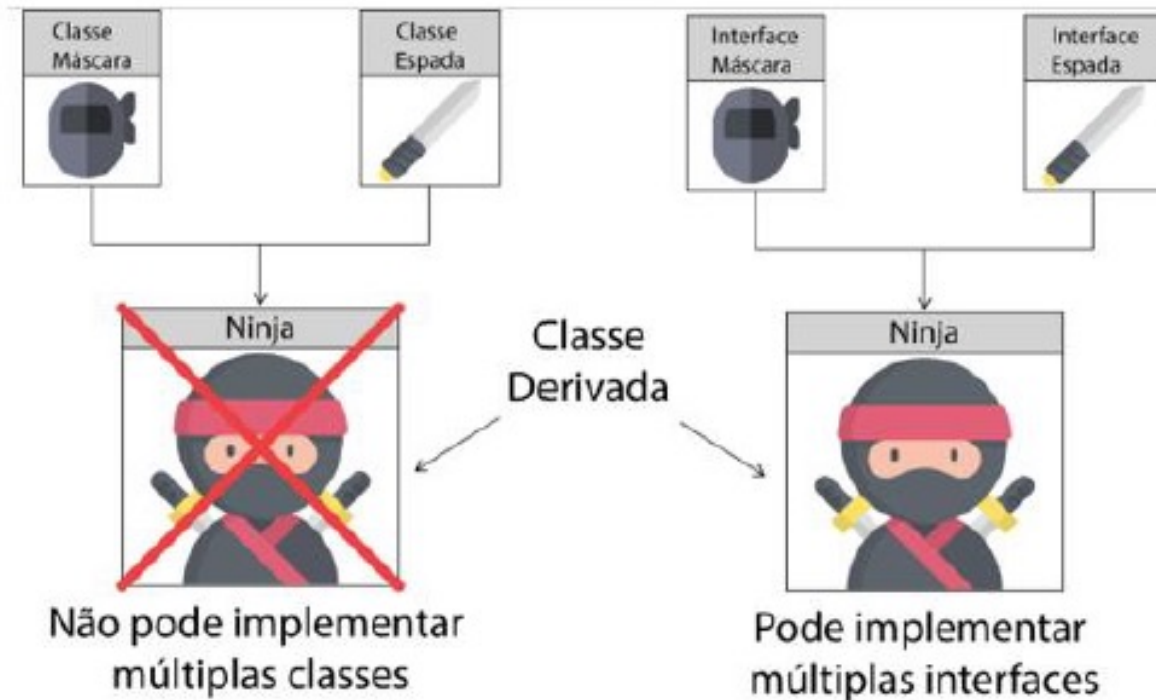 Classe
Máscara
Classe
Espada
Interface
Máscara
Interface
Espada
Ninja
Classe
Derivada
Ninja
Não pode implementar
múltiplas classes
Pode implementar
múltiplas interfaces